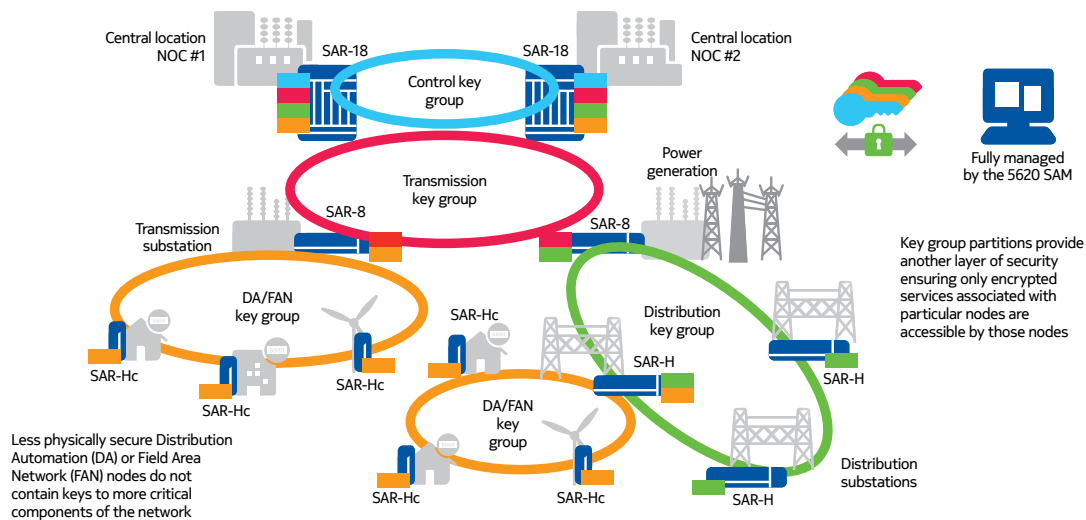 Central location
NOC #1
SAR-18
SAR-18
Central location
NOC #2
Control key
group
Fully managed
by the 5620 SAM
Transmission
key group
Power
generation
Transmission
substation
SAR-8
SAR-8
Key group partitions provide
another layer of security
ensuring only encrypted
services associated with
particular nodes are
accessible by those nodes
DA/FAN
key group
SAR-Hc
SAR-Hc
SAR-Hc
SAR-Hc
Distribution
key group
SAR-H
SAR-H
DA/FAN
key
group
SAR-Hc
SAR-Hc
SAR-H
Distribution
substations
Less physically secure Distribution
Automation (DA) or Field Area
Network (FAN) nodes do not
contain keys to more critical
components of the network